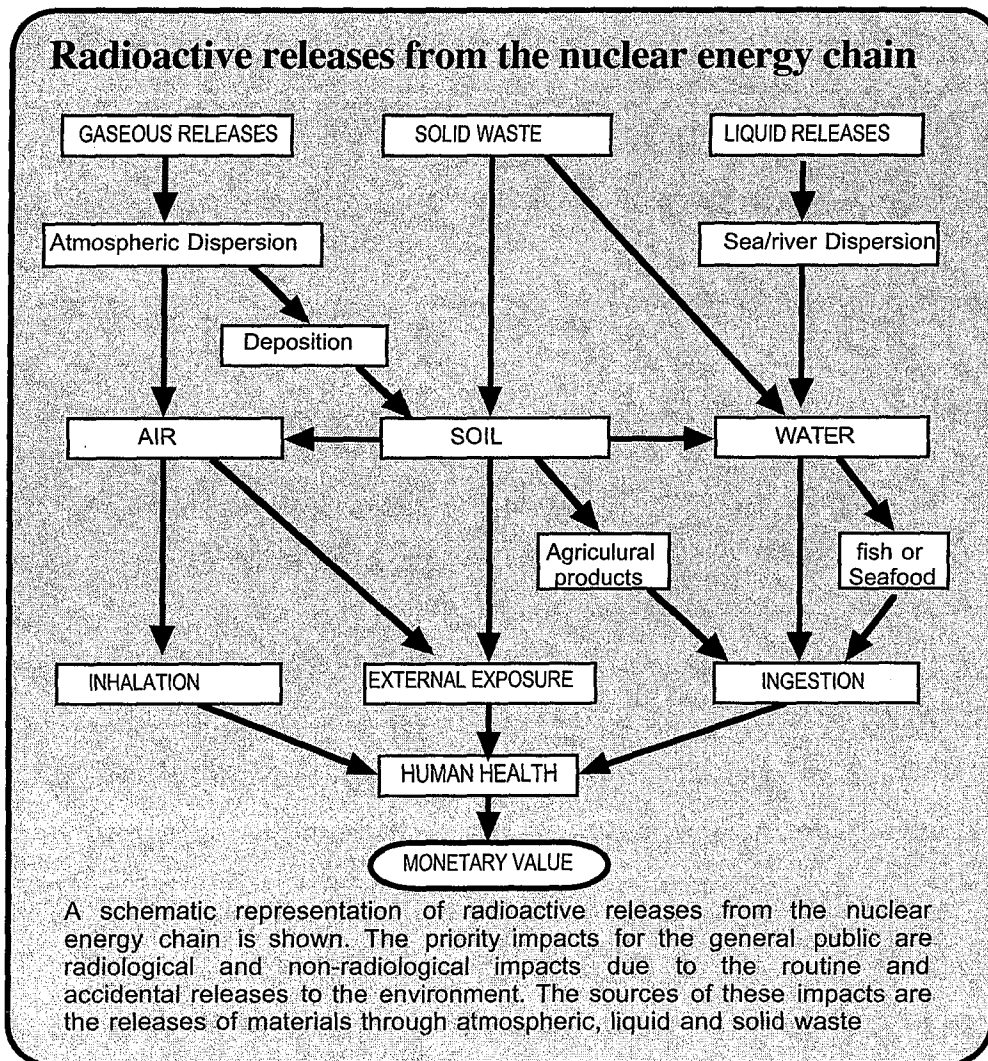 Radioactive releases from the nuclear energy chain
GASEOUS RELEASES
SOLID WASTE
LIQUID RELEASES
Atmospheric Dispersion
Sea/river Dispersion
Deposition
AIR
SOIL
WATER
Agriculural
products
fish or
Seafood
INHALATION
EXTERNAL EXPOSURE
INGESTION
HUMAN HEALTH
MONETARY VALUE
A schematic representation of radioactive releases from the nuclear
energy chain is shown. The priority impacts for the general public are
radiological and non-radiological impacts due to the routine and
accidental releases to the environment. The sources of these impacts are
the releases of materials through atmospheric, liquid and solid waste